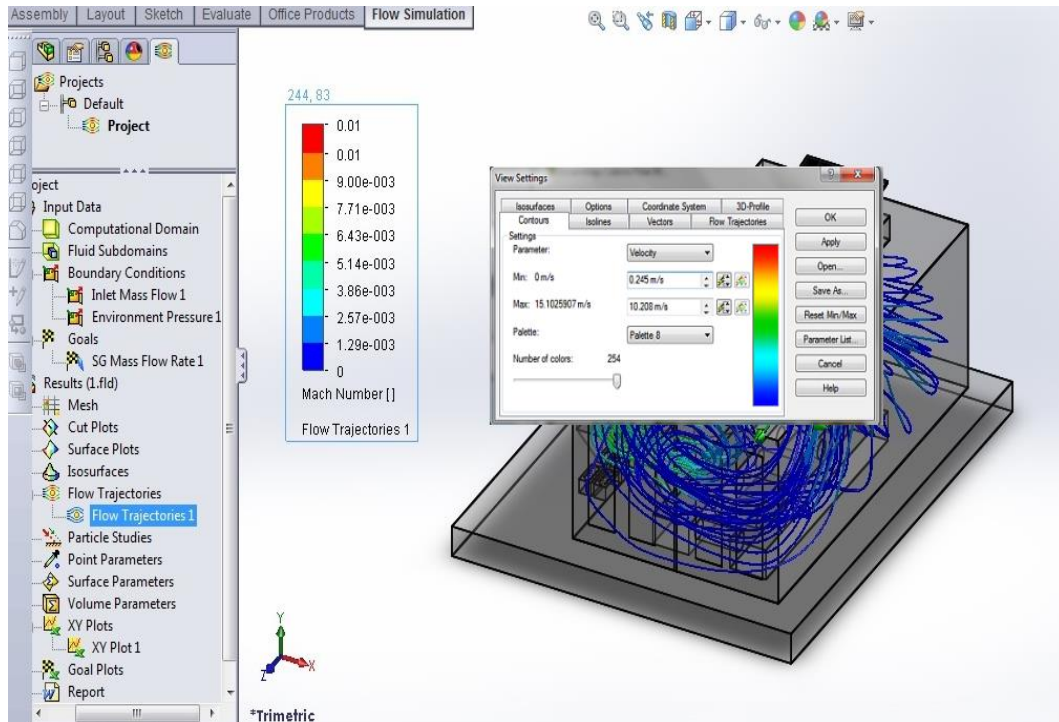 Assembly Layout Sketch Evaluate Office Products Flow Simulation
Projects
Default
Project
oject
Input Data
Computational Domain
Fluid Subdomains
Boundary Conditions
Inlet Mass Flow 1
Environment Pressure 1
Goals
SG Mass Flow Rate 1
Results (1.fld)
Mesh
Cut Plots
Surface Plots
Isosurfaces
Flow Trajectories
Flow Trajectories 1
Particle Studies
Point Parameters
Surface Parameters
Volume Parameters
XY Plots
XY Plot 1
Goal Plots
Report
244, 83
0.01
0.01
9.00e-003
7.71e-003
6.43e-003
5.14e-003
3.86e-003
2.57e-003
1.29e-003
0
Mach Number []
Flow Trajectories 1
View Settings
Isosurfaces Options Coordinate System 3D-Profile
Contours Isolines Vectors Flow Trajectories
Settings
Parameter: Velocity
Min: 0 m/s 0.245 m/s
Max: 15.1025907 m/s 10.208 m/s
Palette: Palette 8
Number of colors: 254
OK
Apply
Open...
Save As...
Reset Min/Max
Parameter List...
Cancel
Help
Y
X
Z
*Trimetric